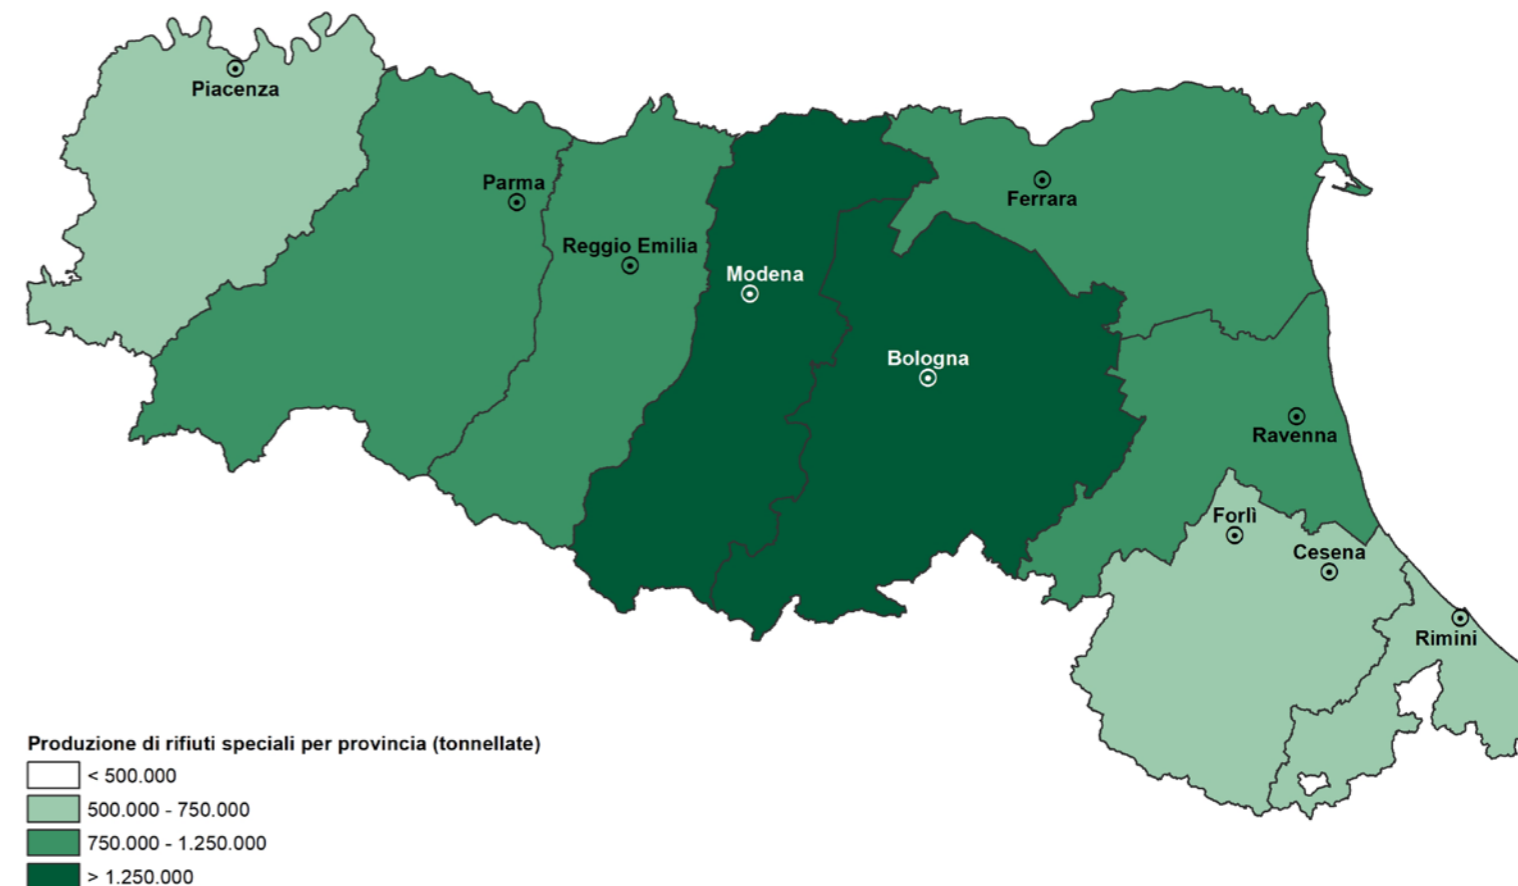 Piacenza
Parma
Reggio Emilia
Modena
Bologna
Ferrara
Ravenna
Forlì
Cesena
Rimini
Produzione di rifiuti speciali per provincia (tonnellate)
< 500.000
500.000 - 750.000
750.000 - 1.250.000
> 1.250.000